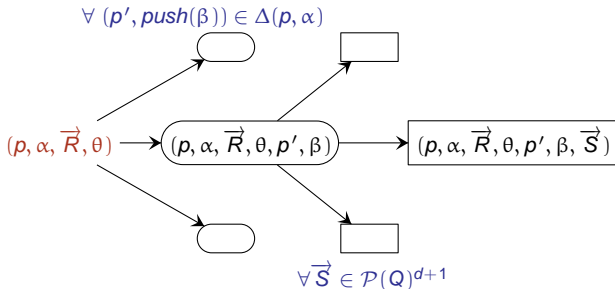 ∀ (p′, push(β)) ∈ Δ(p, α)
(p, α, R⃗, θ)
(p, α, R⃗, θ, p′, β)
(p, α, R⃗, θ, p′, β, S⃗)
∀S⃗ ∈ 𝒫(Q)ᵈ⁺¹